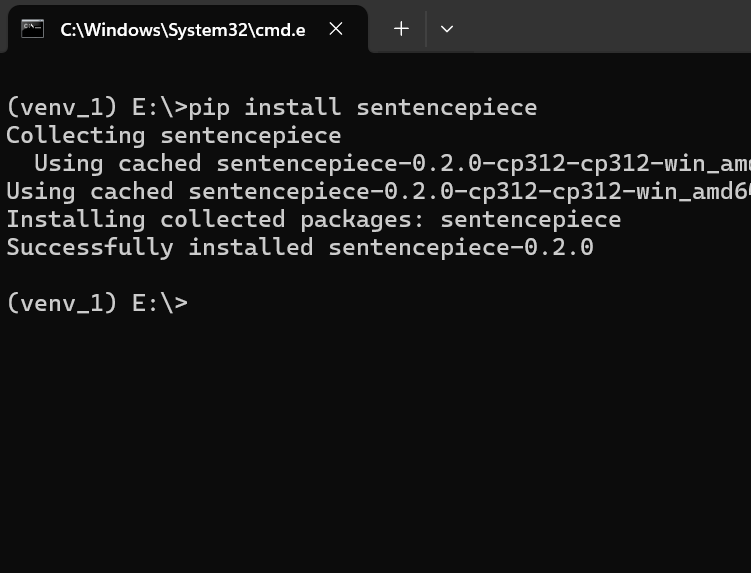 C:\Windows\System32\cmd.e
(venv_1) E:\>pip install sentencepiece
Collecting sentencepiece
  Using cached sentencepiece-0.2.0-cp312-cp312-win_am
Using cached sentencepiece-0.2.0-cp312-cp312-win_amd6
Installing collected packages: sentencepiece
Successfully installed sentencepiece-0.2.0
(venv_1) E:\>